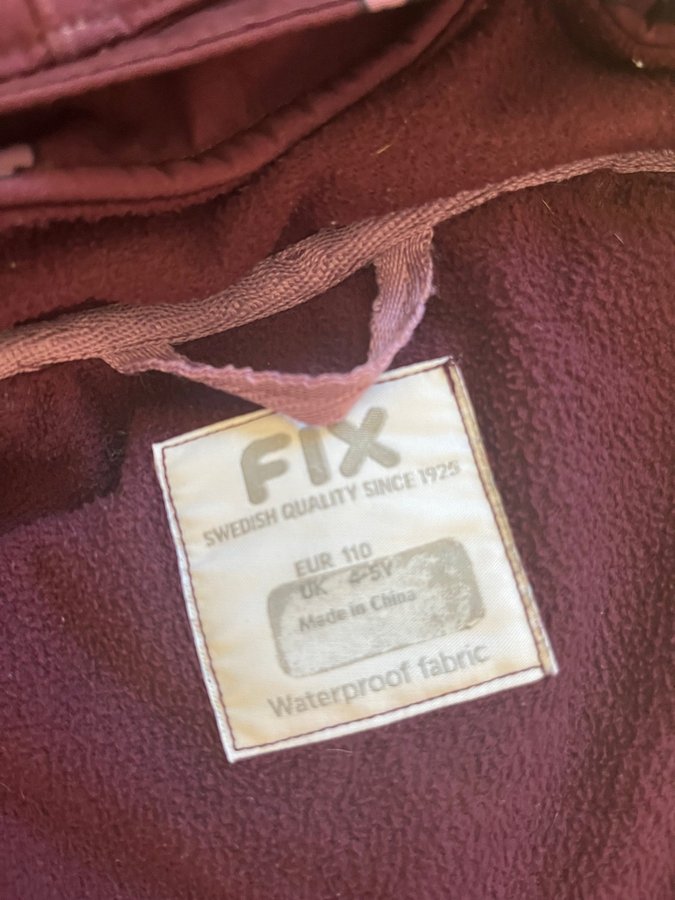 FIX
SWEDISH QUALITY SINCE 1925
EUR 110
UK 4-5Y
Made in China
Waterproof fabric